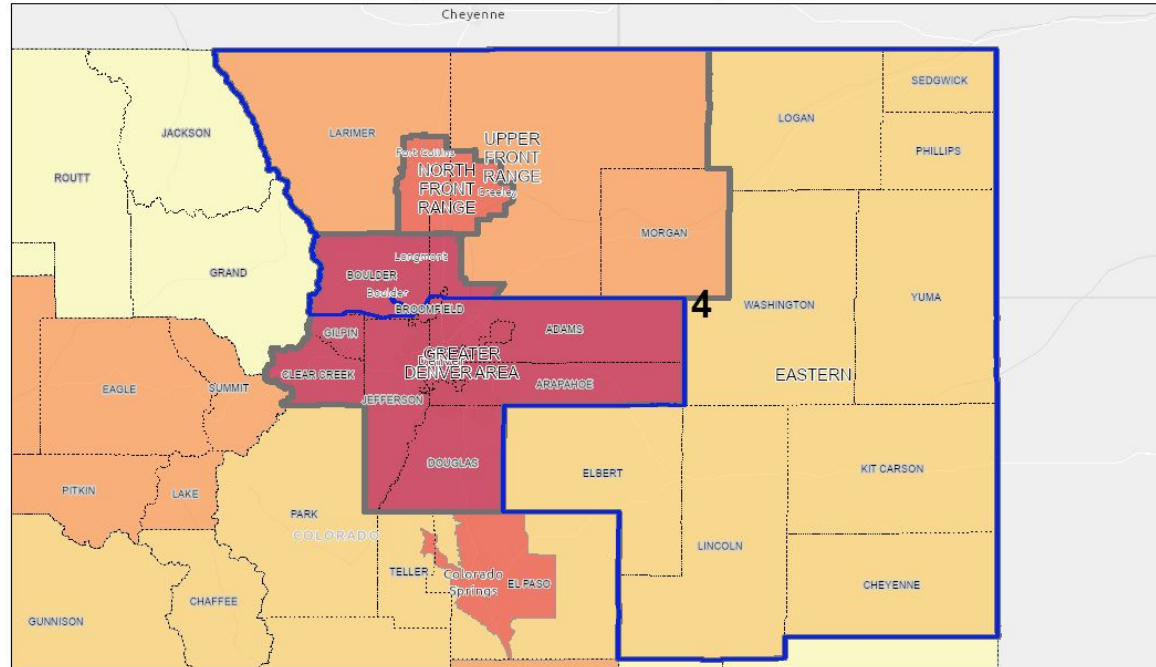 Cheyenne
SEDGWICK
LOGAN
JACKSON
LARIMER
UPPER
FRONT
RANGE
PHILLIPS
Fort Collins
ROUTT
NORTH
FRONT
RANGE
Greeley
MORGAN
GRAND
Longmont
BOULDER
Boulder
BROOMFIELD
4
WASHINGTON
YUMA
GILPIN
ADAMS
GREATER
DENVER AREA
Denver
CLEAR CREEK
ARAPAHOE
EASTERN
EAGLE
SUMMIT
JEFFERSON
DOUGLAS
ELBERT
KIT CARSON
PITKIN
LAKE
PARK
COLORADO
LINCOLN
TELLER
Colorado
Springs
EL PASO
CHEYENNE
CHAFFEE
GUNNISON